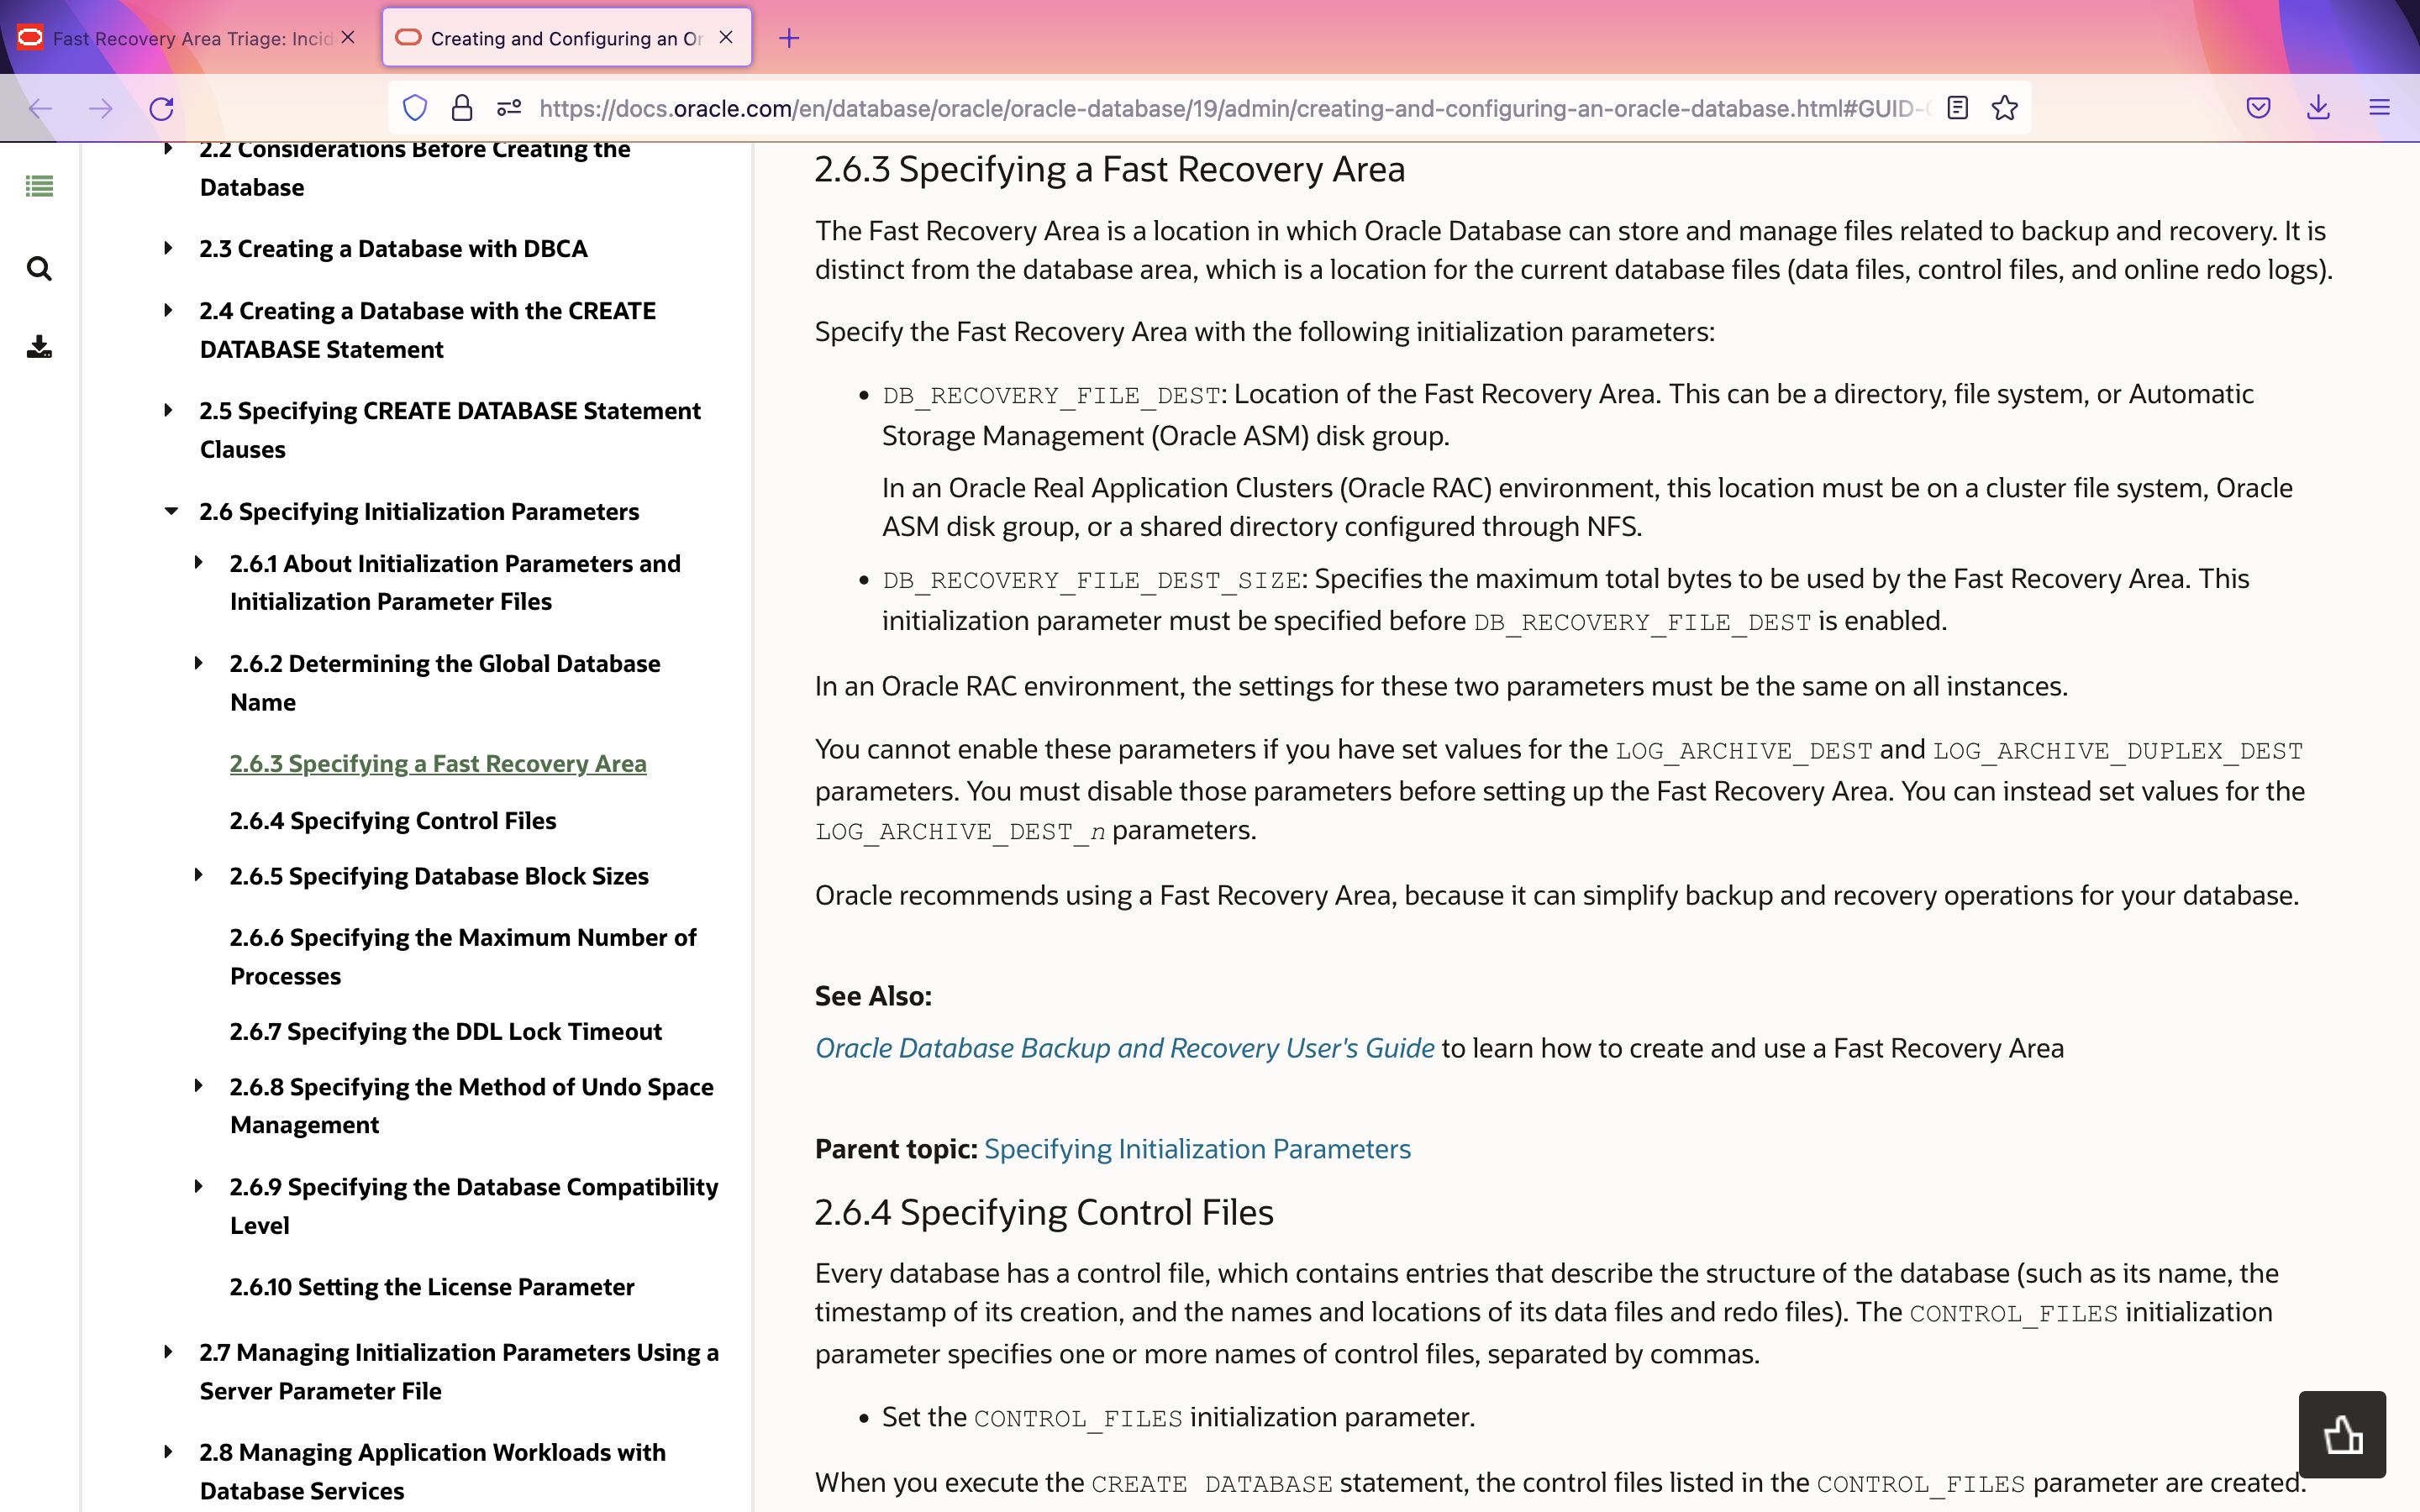 Fast Recovery Area Triage: Incid
Creating and Configuring an Or
https://docs.oracle.com/en/database/oracle/oracle-database/19/admin/creating-and-configuring-an-oracle-database.html#GUID-
2.2 Considerations Before Creating the
Database
2.3 Creating a Database with DBCA
2.4 Creating a Database with the CREATE
DATABASE Statement
2.5 Specifying CREATE DATABASE Statement
Clauses
2.6 Specifying Initialization Parameters
2.6.1 About Initialization Parameters and
Initialization Parameter Files
2.6.2 Determining the Global Database
Name
2.6.3 Specifying a Fast Recovery Area
2.6.4 Specifying Control Files
2.6.5 Specifying Database Block Sizes
2.6.6 Specifying the Maximum Number of
Processes
2.6.7 Specifying the DDL Lock Timeout
2.6.8 Specifying the Method of Undo Space
Management
2.6.9 Specifying the Database Compatibility
Level
2.6.10 Setting the License Parameter
2.7 Managing Initialization Parameters Using a
Server Parameter File
2.8 Managing Application Workloads with
Database Services
2.6.3 Specifying a Fast Recovery Area
The Fast Recovery Area is a location in which Oracle Database can store and manage files related to backup and recovery. It is
distinct from the database area, which is a location for the current database files (data files, control files, and online redo logs).
Specify the Fast Recovery Area with the following initialization parameters:
• DB_RECOVERY_FILE_DEST: Location of the Fast Recovery Area. This can be a directory, file system, or Automatic
Storage Management (Oracle ASM) disk group.
In an Oracle Real Application Clusters (Oracle RAC) environment, this location must be on a cluster file system, Oracle
ASM disk group, or a shared directory configured through NFS.
• DB_RECOVERY_FILE_DEST_SIZE: Specifies the maximum total bytes to be used by the Fast Recovery Area. This
initialization parameter must be specified before DB_RECOVERY_FILE_DEST is enabled.
In an Oracle RAC environment, the settings for these two parameters must be the same on all instances.
You cannot enable these parameters if you have set values for the LOG_ARCHIVE_DEST and LOG_ARCHIVE_DUPLEX_DEST
parameters. You must disable those parameters before setting up the Fast Recovery Area. You can instead set values for the
LOG_ARCHIVE_DEST_n parameters.
Oracle recommends using a Fast Recovery Area, because it can simplify backup and recovery operations for your database.
See Also:
Oracle Database Backup and Recovery User's Guide to learn how to create and use a Fast Recovery Area
Parent topic: Specifying Initialization Parameters
2.6.4 Specifying Control Files
Every database has a control file, which contains entries that describe the structure of the database (such as its name, the
timestamp of its creation, and the names and locations of its data files and redo files). The CONTROL_FILES initialization
parameter specifies one or more names of control files, separated by commas.
• Set the CONTROL_FILES initialization parameter.
When you execute the CREATE DATABASE statement, the control files listed in the CONTROL_FILES parameter are created.